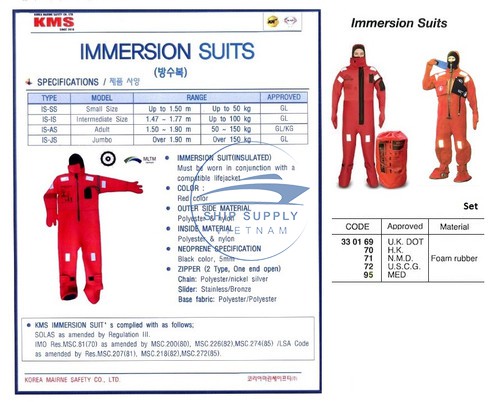 KOREA MARINE SAFETY CO., LTD.
KMS
SINCE 1978
IMMERSION SUITS
(방수복)
SPECIFICATIONS / 제품 사양
TYPE MODEL RANGE APPROVED
IS-SS Small Size Up to 1.50 m Up to 50 kg GL
IS-IS Intermediate Size 1.47 - 1.77 m Up to 100 kg GL
IS-AS Adult 1.50 - 1.90 m 50 - 150 kg GL/KG
IS-JS Jumbo Over 1.90 m Over 150 kg GL
MLTM
IMMERSION SUIT(INSULATED)
Must be worn in conjunction with a
compatible lifejacket
COLOR :
Red color
OUTER SIDE MATERIAL
Polyester & nylon
INSIDE MATERIAL
Polyester & nylon
NEOPRENE SPECIFICATION
Black color, 5mm
ZIPPER (2 Type, One end open)
Chain: Polyester/nickel silver
Slider: Stainless/Bronze
Base fabric: Polyester/Polyester
SHIP SUPPLY
VIETNAM
KMS IMMERSION SUIT' s compiled with as follows;
SOLAS as amended by Regulation III.
IMO Res.MSC.81(70) as amended by MSC.200(80), MSC.226(82),MSC.274(85) /LSA Code
as amended by Res.MSC.207(81), MSC.218(82),MSC.272(85).
KOREA MAIRNE SAFETY CO., LTD.
코리아마린세이프티㈜
Immersion Suits
Set
CODE Approved Material
33 01 69 U.K. DOT
70 H.K.
71 N.M.D. Foam rubber
72 U.S.C.G.
95 MED